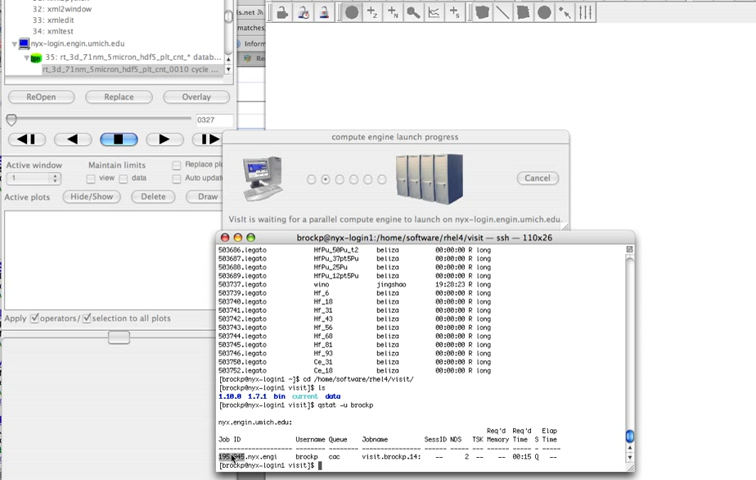 32: xml2window
33: xmledit
34: xmltest
nyx-login.engin.umich.edu
35: rt_3d_71nm_5micron_hdf5_plt_cnt_* datab...
rt_3d_71nm_5micron_hdf5_plt_cnt_0010 cycle ...
ReOpen Replace Overlay
0327
Active window Maintain limits Replace pl
1 view data Auto updat
Active plots Hide/Show Delete Draw
Apply operators/ selection to all plots
is.net
matches
Inform
Re
compute engine launch progress
Cancel
VisIt is waiting for a parallel compute engine to launch on nyx-login.engin.umich.edu.
brockp@nyx-login1:/home/software/rhel4/visit — ssh — 110x26
503686.legato HfPu_50Pu_t2 beliza 00:00:00 R long
503687.legato HfPu_37pt5Pu beliza 00:00:00 R long
503688.legato HfPu_25Pu beliza 00:00:00 R long
503689.legato HfPu_12pt5Pu beliza 00:00:00 R long
503737.legato vino jingshao 19:28:23 R long
503739.legato Hf_6 beliza 00:00:00 R long
503740.legato Hf_18 beliza 00:00:00 R long
503741.legato Hf_31 beliza 00:00:00 R long
503742.legato Hf_43 beliza 00:00:00 R long
503743.legato Hf_56 beliza 00:00:00 R long
503744.legato Hf_68 beliza 00:00:00 R long
503745.legato Hf_81 beliza 00:00:00 R long
503746.legato Hf_93 beliza 00:00:00 R long
503750.legato Ce_31 beliza 00:00:00 R long
503752.legato Ce_18 beliza 00:00:00 R long
[brockp@nyx-login1 ~]$ cd /home/software/rhel4/visit/
[brockp@nyx-login1 visit]$ ls
1.10.0 1.7.1 bin current data
[brockp@nyx-login1 visit]$ qstat -u brockp
nyx.engin.umich.edu:
Req'd Req'd Elap
Job ID Username Queue Jobname SessID NDS TSK Memory Time S Time
.nyx.engi brockp cac visit.brockp.14: -- 2 -- -- 00:15 Q --
[brockp@nyx-login1 visit]$